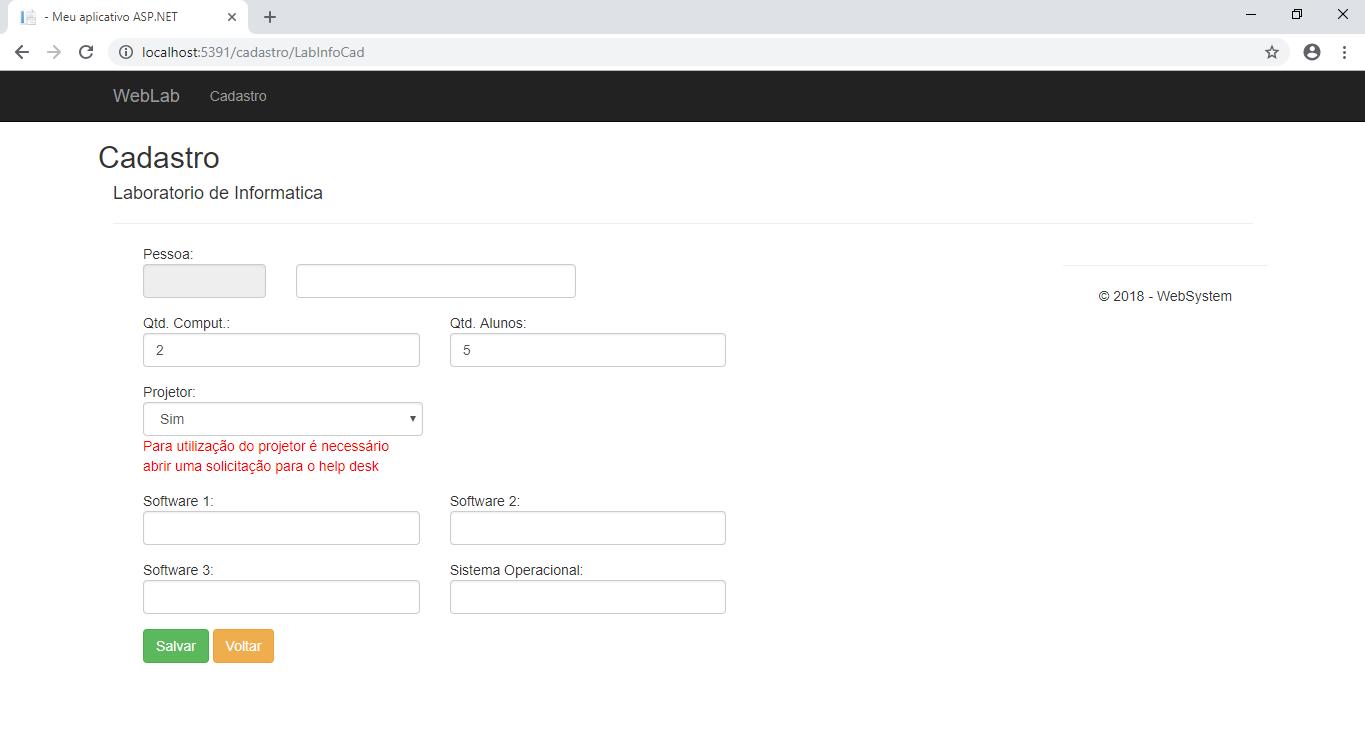 - Meu aplicativo ASP.NET
localhost:5391/cadastro/LabInfoCad
WebLab Cadastro
Cadastro
Laboratorio de Informatica
Pessoa:
© 2018 - WebSystem
Qtd. Comput.: Qtd. Alunos:
2 5
Projetor:
Sim
Para utilização do projetor é necessário
abrir uma solicitação para o help desk
Software 1: Software 2:
Software 3: Sistema Operacional:
Salvar Voltar